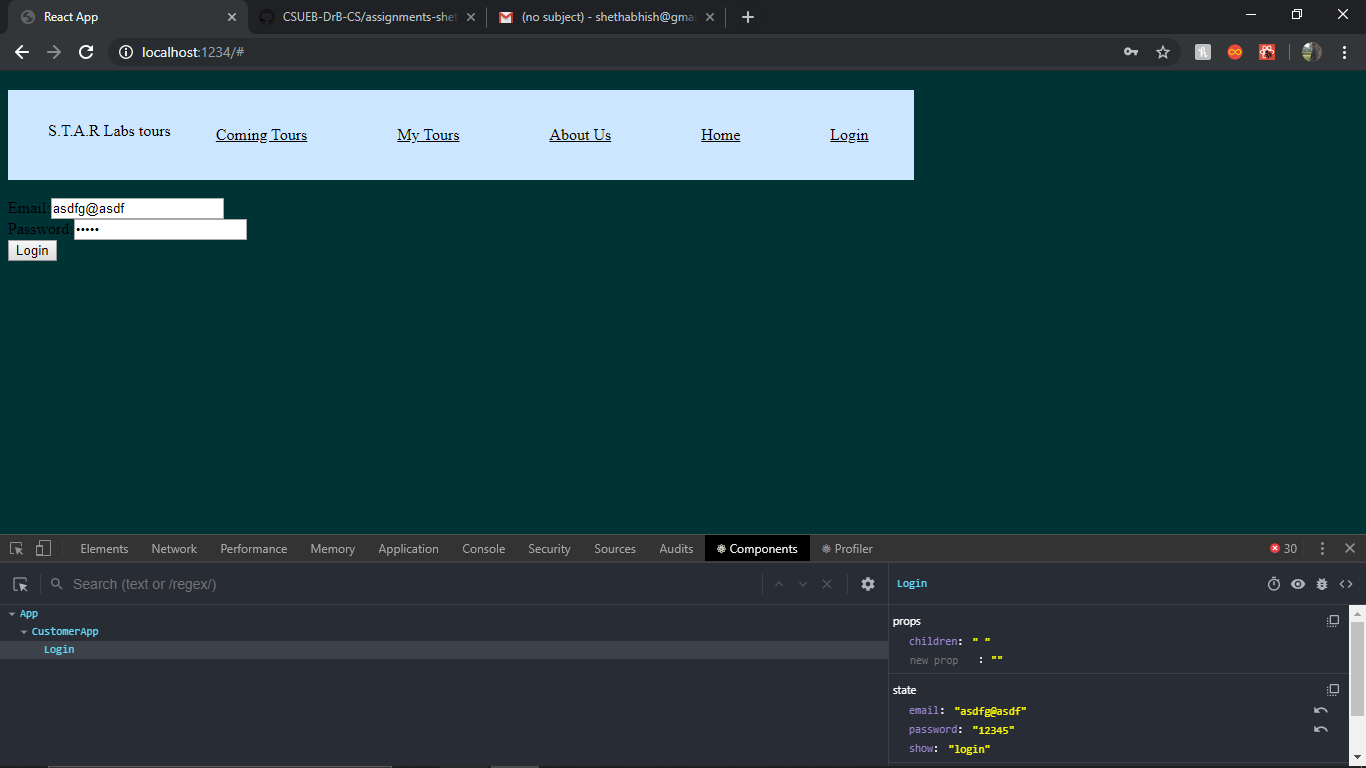 React App
CSUEB-DrB-CS/assignments-shet
(no subject) - shethabhish@gma
localhost:1234/#
S.T.A.R Labs tours Coming Tours My Tours About Us Home Login
Email: asdfg@asdf
Password: •••••
Login
Elements Network Performance Memory Application Console Security Sources Audits Components Profiler 30
Search (text or /regex/)
Login
App
CustomerApp
Login
props
children: " "
new prop : ""
state
email: "asdfg@asdf"
password: "12345"
show: "login"